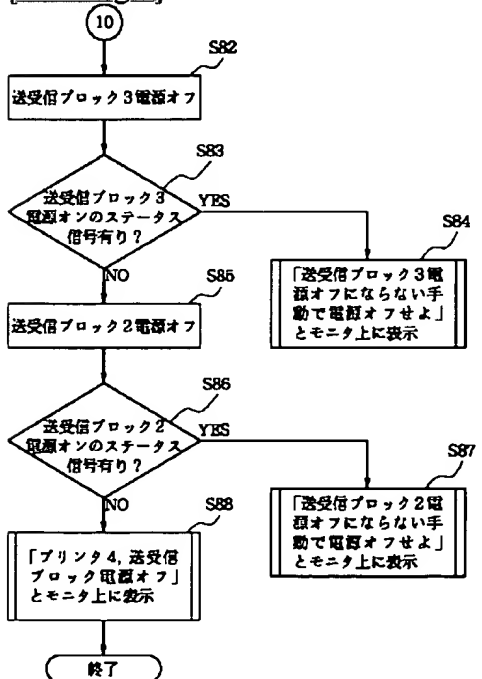 10
S82
送受信ブロック3電源オフ
S83
送受信ブロック3
電源オンのステータス
信号有り?
YES
NO
S84
「送受信ブロック3電
源オフにならない手
動で電源オフせよ」
とモニタ上に表示
S85
送受信ブロック2電源オフ
S86
送受信ブロック2
電源オンのステータス
信号有り?
YES
NO
S87
「送受信ブロック2電
源オフにならない手
動で電源オフせよ」
とモニタ上に表示
S88
「プリンタ4,送受信
ブロック電源オフ」
とモニタ上に表示
終了